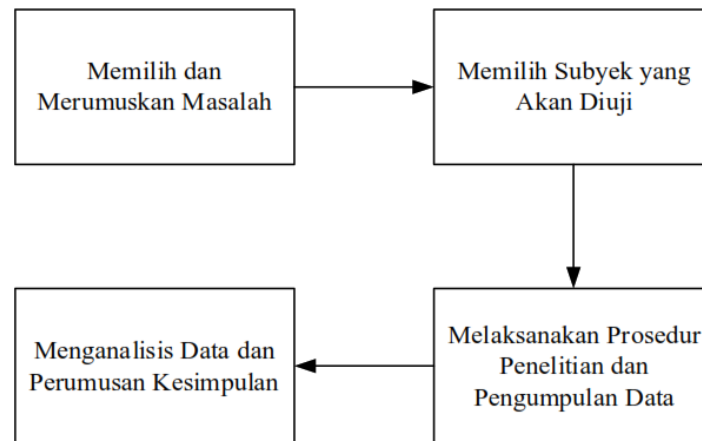 Memilih dan
Merumuskan Masalah
Memilih Subyek yang
Akan Diuji
Melaksanakan Prosedur
Penelitian dan
Pengumpulan Data
Menganalisis Data dan
Perumusan Kesimpulan